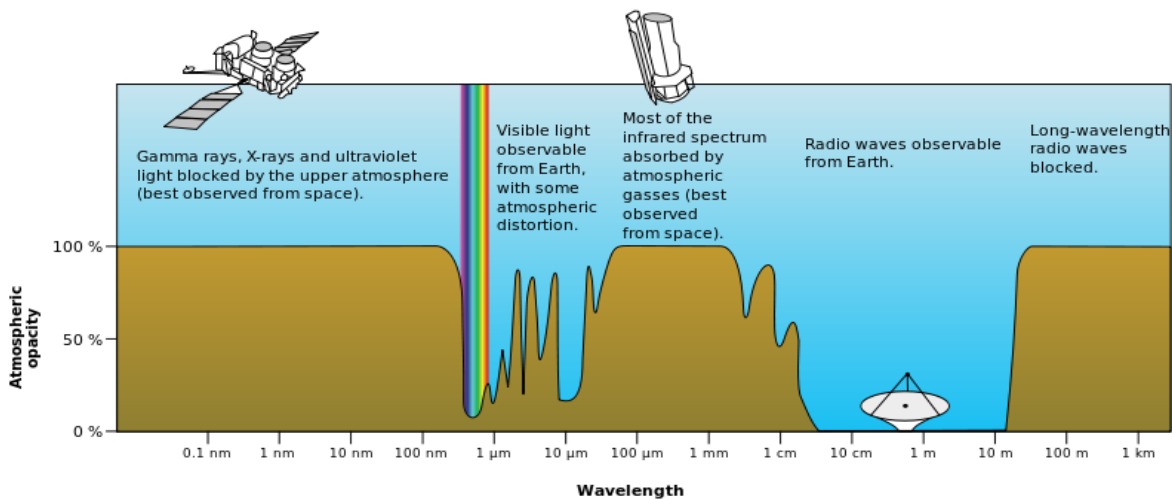 Gamma rays, X-rays and ultraviolet
light blocked by the upper atmosphere
(best observed from space).
Visible light
observable
from Earth,
with some
atmospheric
distortion.
Most of the
infrared spectrum
absorbed by
atmospheric
gasses (best
observed
from space).
Radio waves observable
from Earth.
Long-wavelength
radio waves
blocked.
Atmospheric
opacity
100 %
50 %
0 %
0.1 nm
1 nm
10 nm
100 nm
1 μm
10 μm
100 μm
1 mm
1 cm
10 cm
1 m
10 m
100 m
1 km
Wavelength